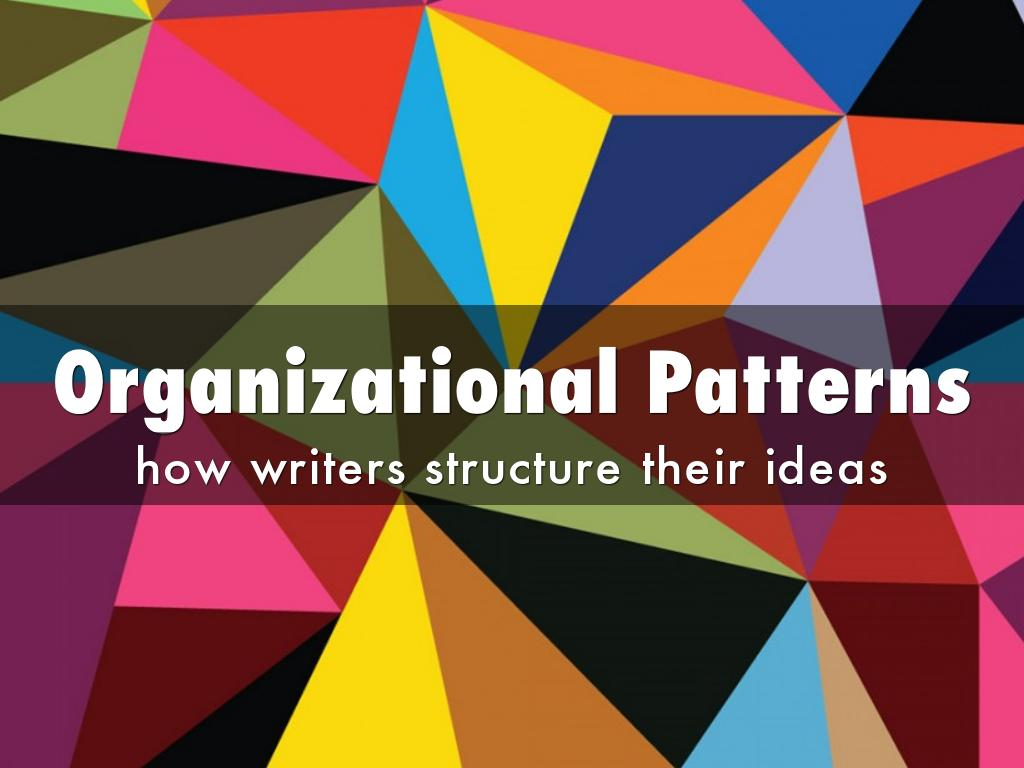 Organizational Patterns
how writers structure their ideas